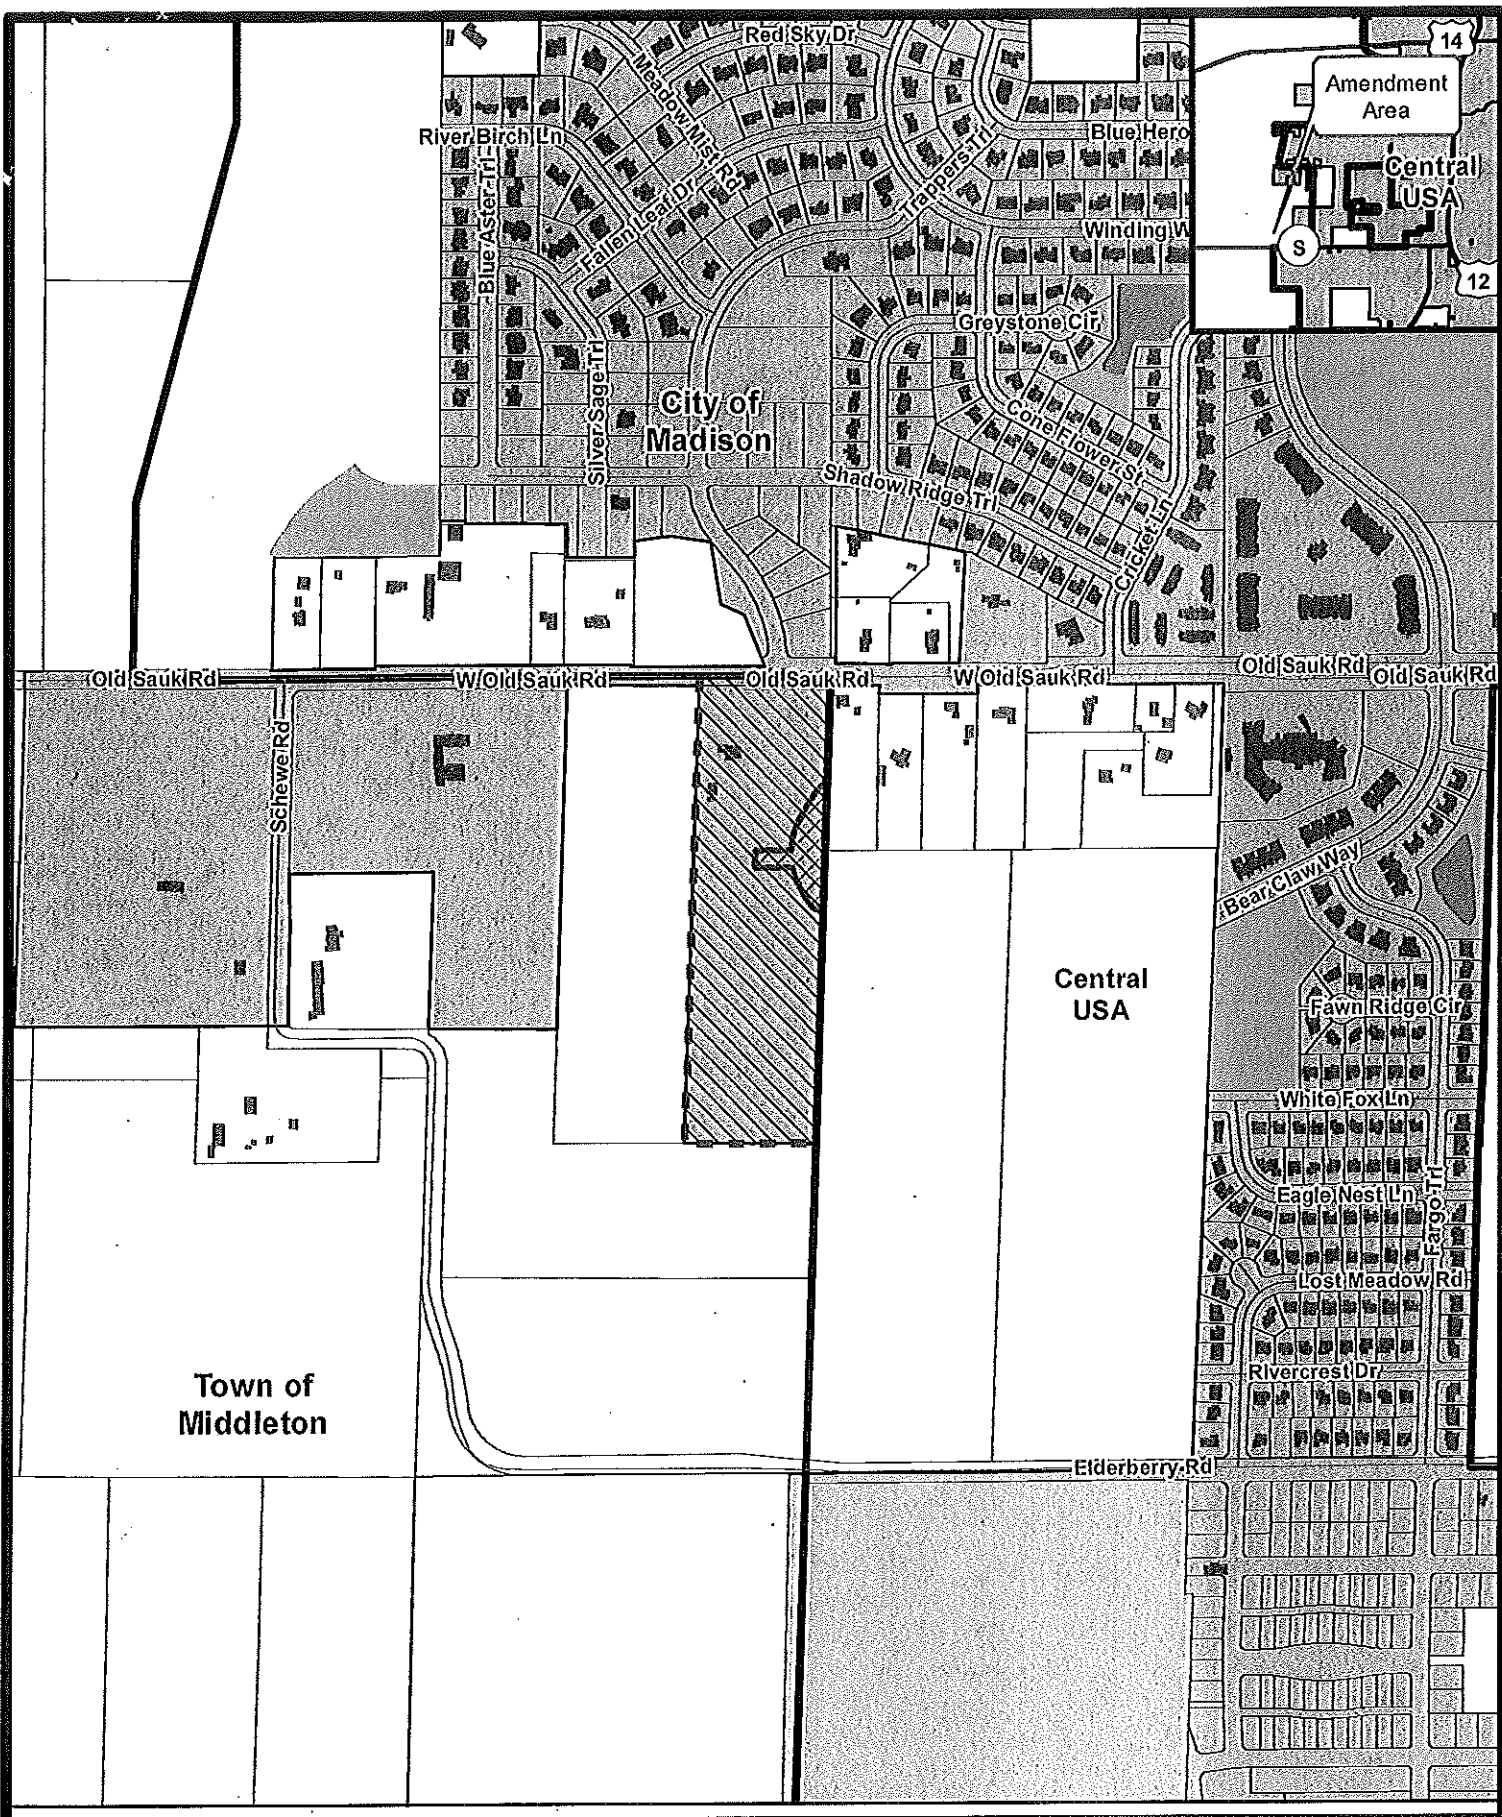 Red Sky Dr
Meadow Mist Rd
River Birch Ln
Blue Aster Trl
Fallen Leaf Dr
Trappers Trl
Blue Hero
Winding W
14
Amendment
Area
Central
USA
S
12
Greystone Cir
Silver Sage Trl
City of
Madison
Cone Flower St
Shadow Ridge Trl
Cricket Ln
Old Sauk Rd
W Old Sauk Rd
Old Sauk Rd
W Old Sauk Rd
Old Sauk Rd
Old Sauk Rd
Schewe Rd
Bear Claw Way
Central
USA
Fawn Ridge Cir
White Fox Ln
Eagle Nest Ln
Fargo Trl
Lost Meadow Rd
Rivercrest Dr
Town of
Middleton
Elderberry Rd